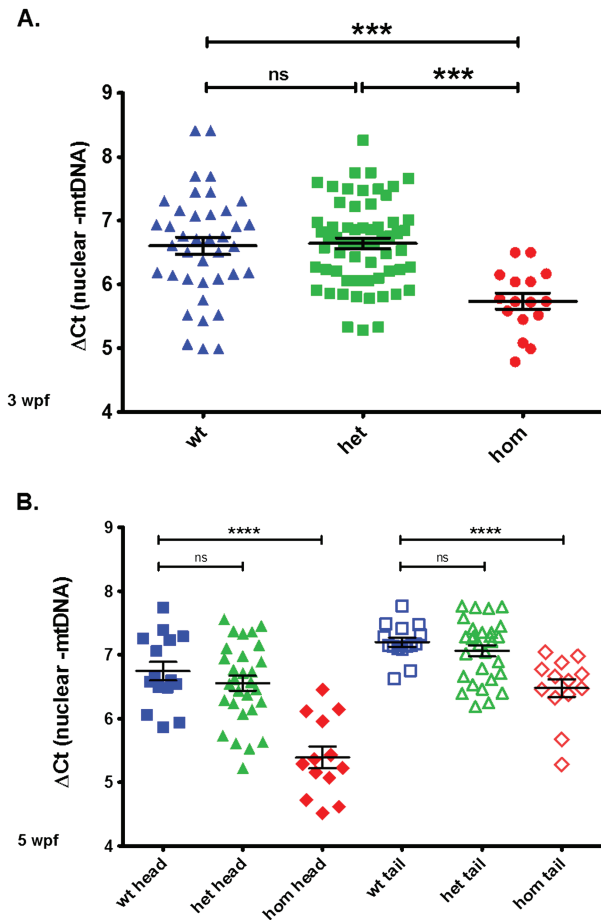 A.
***
ns
***
9
8
7
6
5
4
ΔCt (nuclear -mtDNA)
3 wpf
wt
het
hom
B.
9
8
7
6
5
4
ΔCt (nuclear -mtDNA)
****
ns
****
ns
5 wpf
wt head
het head
hom head
wt tail
het tail
hom tail